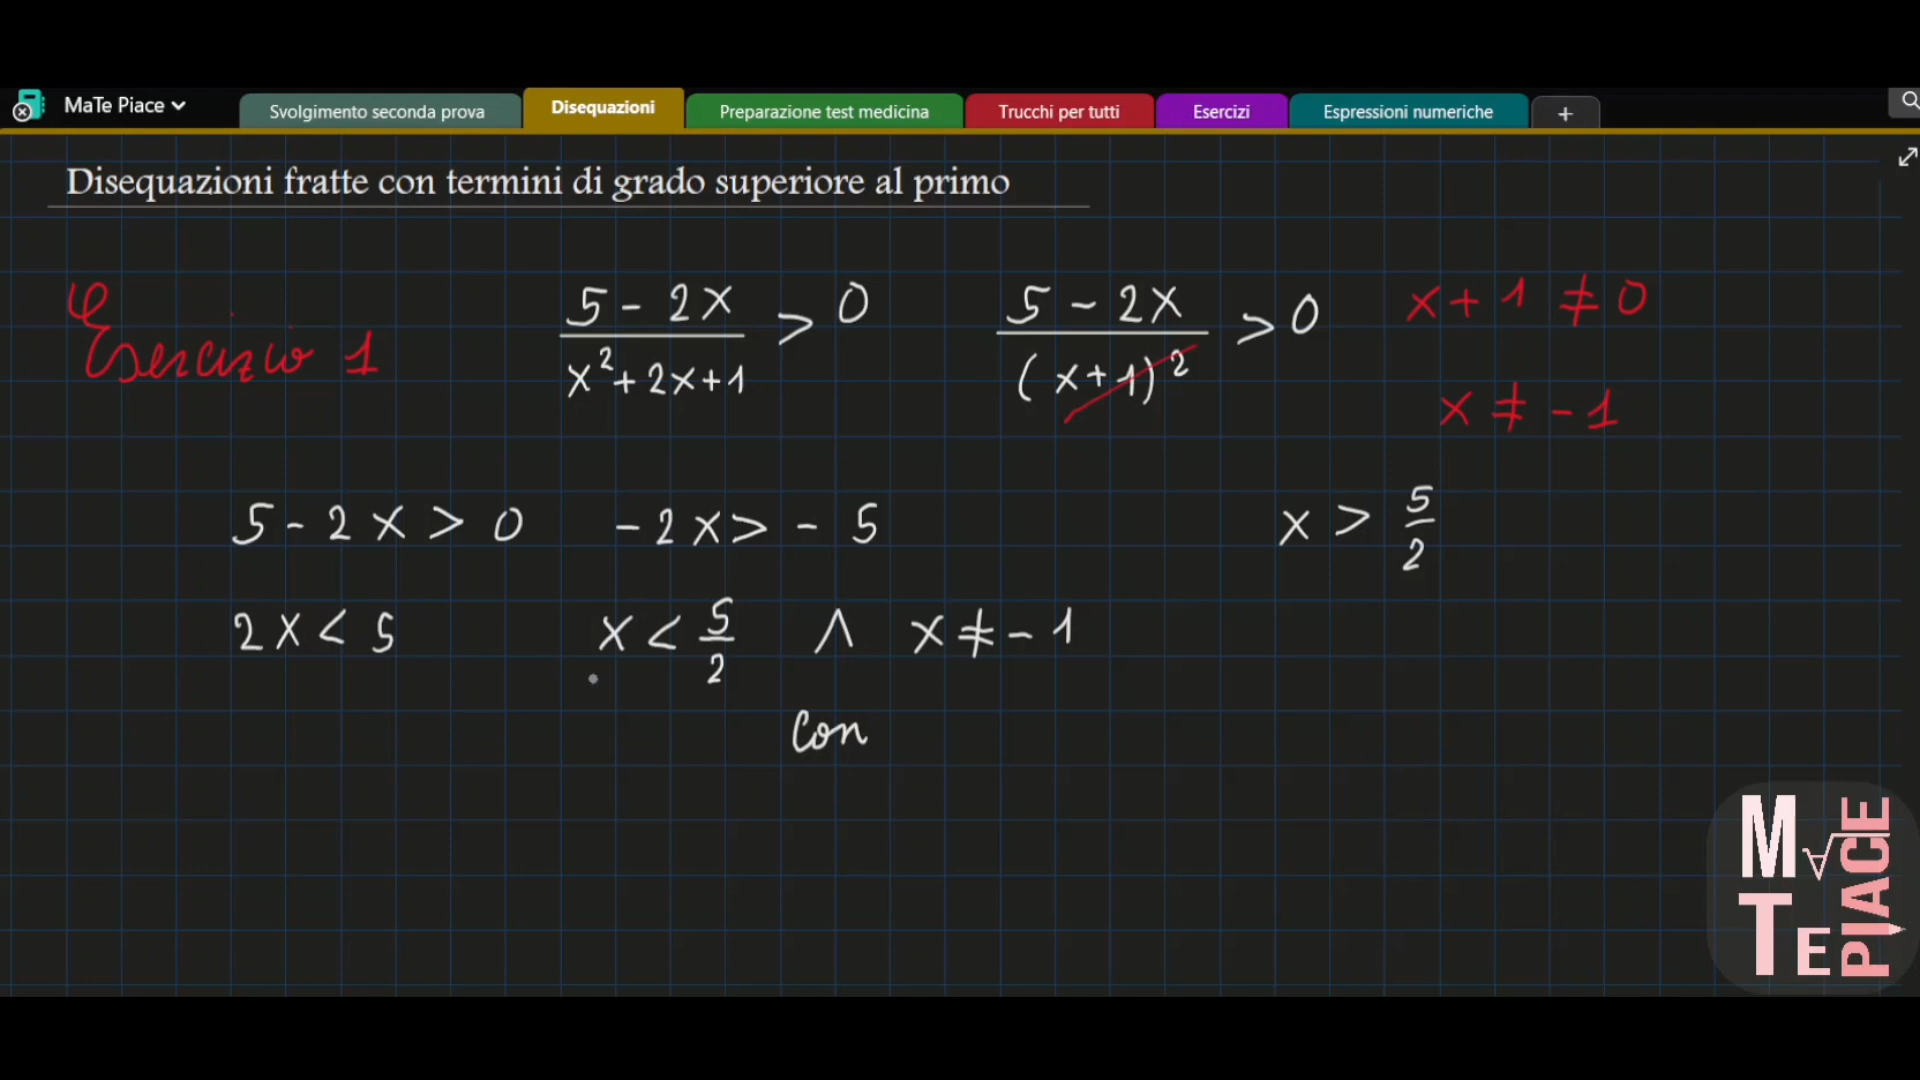 MaTe Piace
Svolgimento seconda prova
Disequazioni
Preparazione test medicina
Trucchi per tutti
Esercizi
Espressioni numeriche
+
Disequazioni fratte con termini di grado superiore al primo
Esercizio 1
5 - 2x / x²+2x+1 > 0
5 - 2x / (x+1)² > 0
x + 1 ≠ 0
x ≠ -1
5 - 2x > 0
-2x > -5
x > 5/2
2x < 5
x < 5/2 ∧ x ≠ -1
Con
MATE PIACE